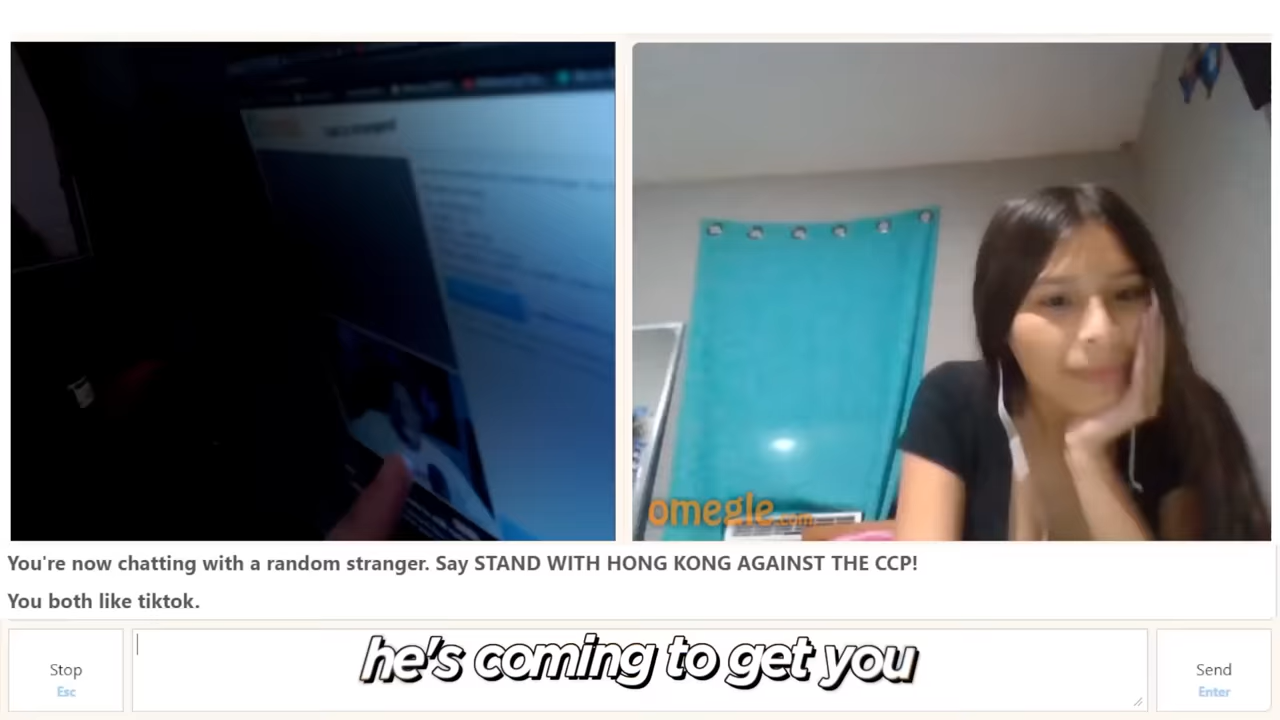 omegle.com
You're now chatting with a random stranger. Say STAND WITH HONG KONG AGAINST THE CCP!
You both like tiktok.
Stop
Esc
he's coming to get you
Send
Enter